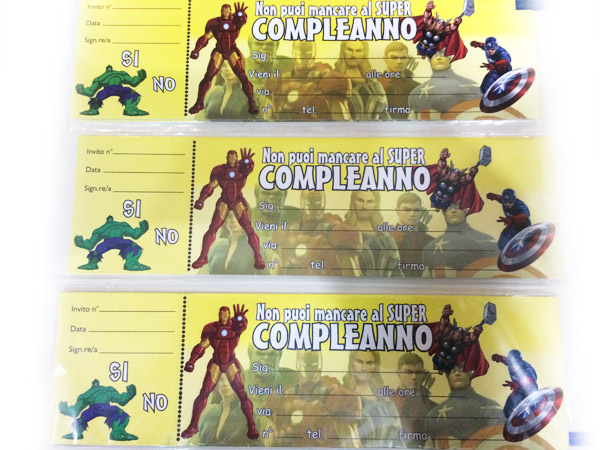 Invito n°
Data
Sign.re/a
SI
NO
Non puoi mancare al SUPER
COMPLEANNO
Sig.
Vieni il alle ore
via
n° tel. firma
Invito n°
Data
Sign.re/a
SI
NO
Non puoi mancare al SUPER
COMPLEANNO
Sig.
Vieni il alle ore
via
n° tel. firma
Invito n°
Data
Sign.re/a
SI
NO
Non puoi mancare al SUPER
COMPLEANNO
Sig.
Vieni il alle ore
via
n° tel. firma